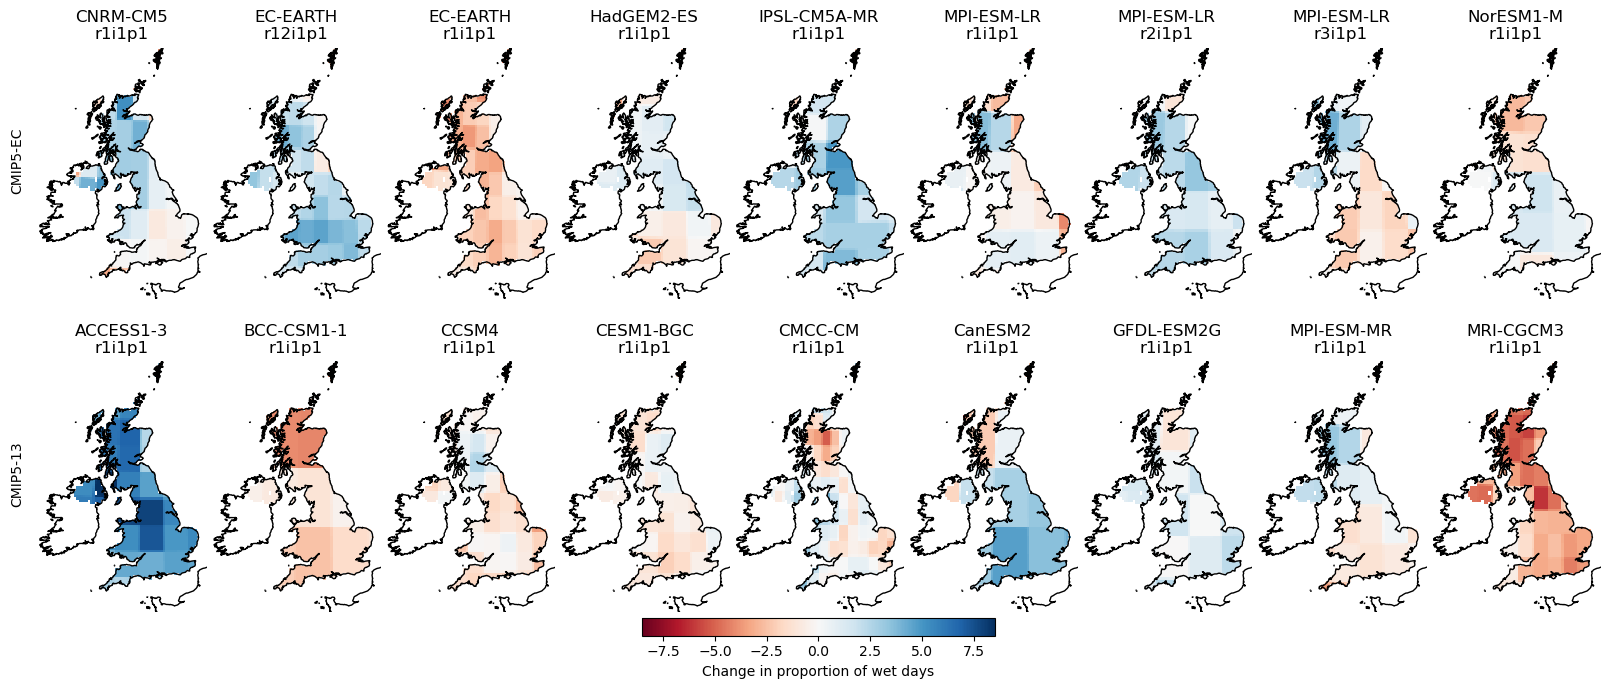 CNRM-CM5
r1i1p1
EC-EARTH
r12i1p1
EC-EARTH
r1i1p1
HadGEM2-ES
r1i1p1
IPSL-CM5A-MR
r1i1p1
MPI-ESM-LR
r1i1p1
MPI-ESM-LR
r2i1p1
MPI-ESM-LR
r3i1p1
NorESM1-M
r1i1p1
CMIP5-EC
ACCESS1-3
r1i1p1
BCC-CSM1-1
r1i1p1
CCSM4
r1i1p1
CESM1-BGC
r1i1p1
CMCC-CM
r1i1p1
CanESM2
r1i1p1
GFDL-ESM2G
r1i1p1
MPI-ESM-MR
r1i1p1
MRI-CGCM3
r1i1p1
CMIP5-13
−7.5 −5.0 −2.5 0.0 2.5 5.0 7.5
Change in proportion of wet days